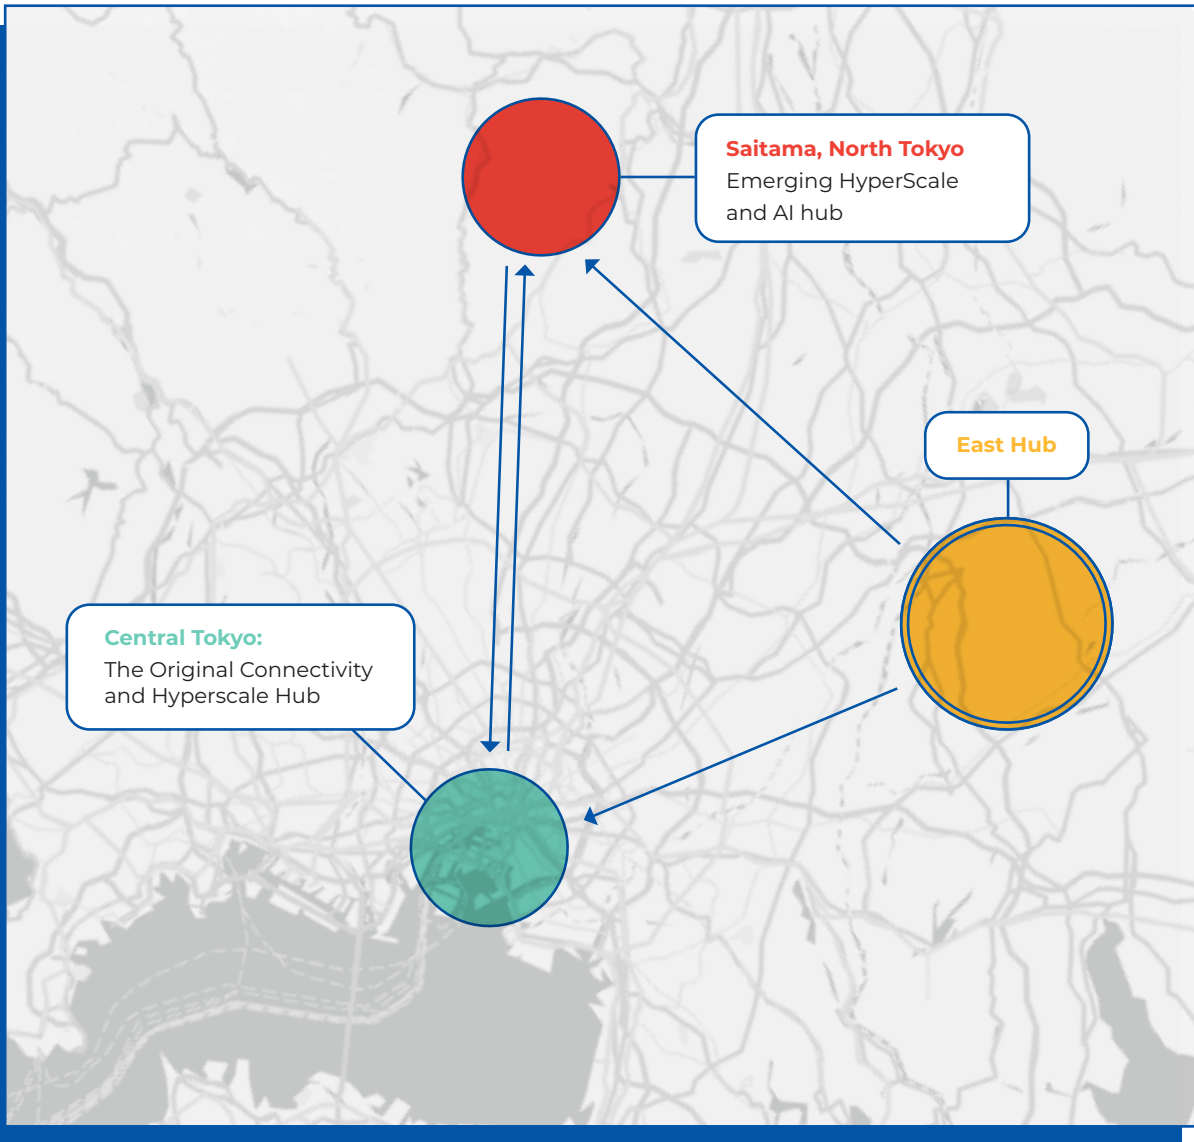 Saitama, North Tokyo
Emerging HyperScale
and AI hub
East Hub
Central Tokyo:
The Original Connectivity
and Hyperscale Hub